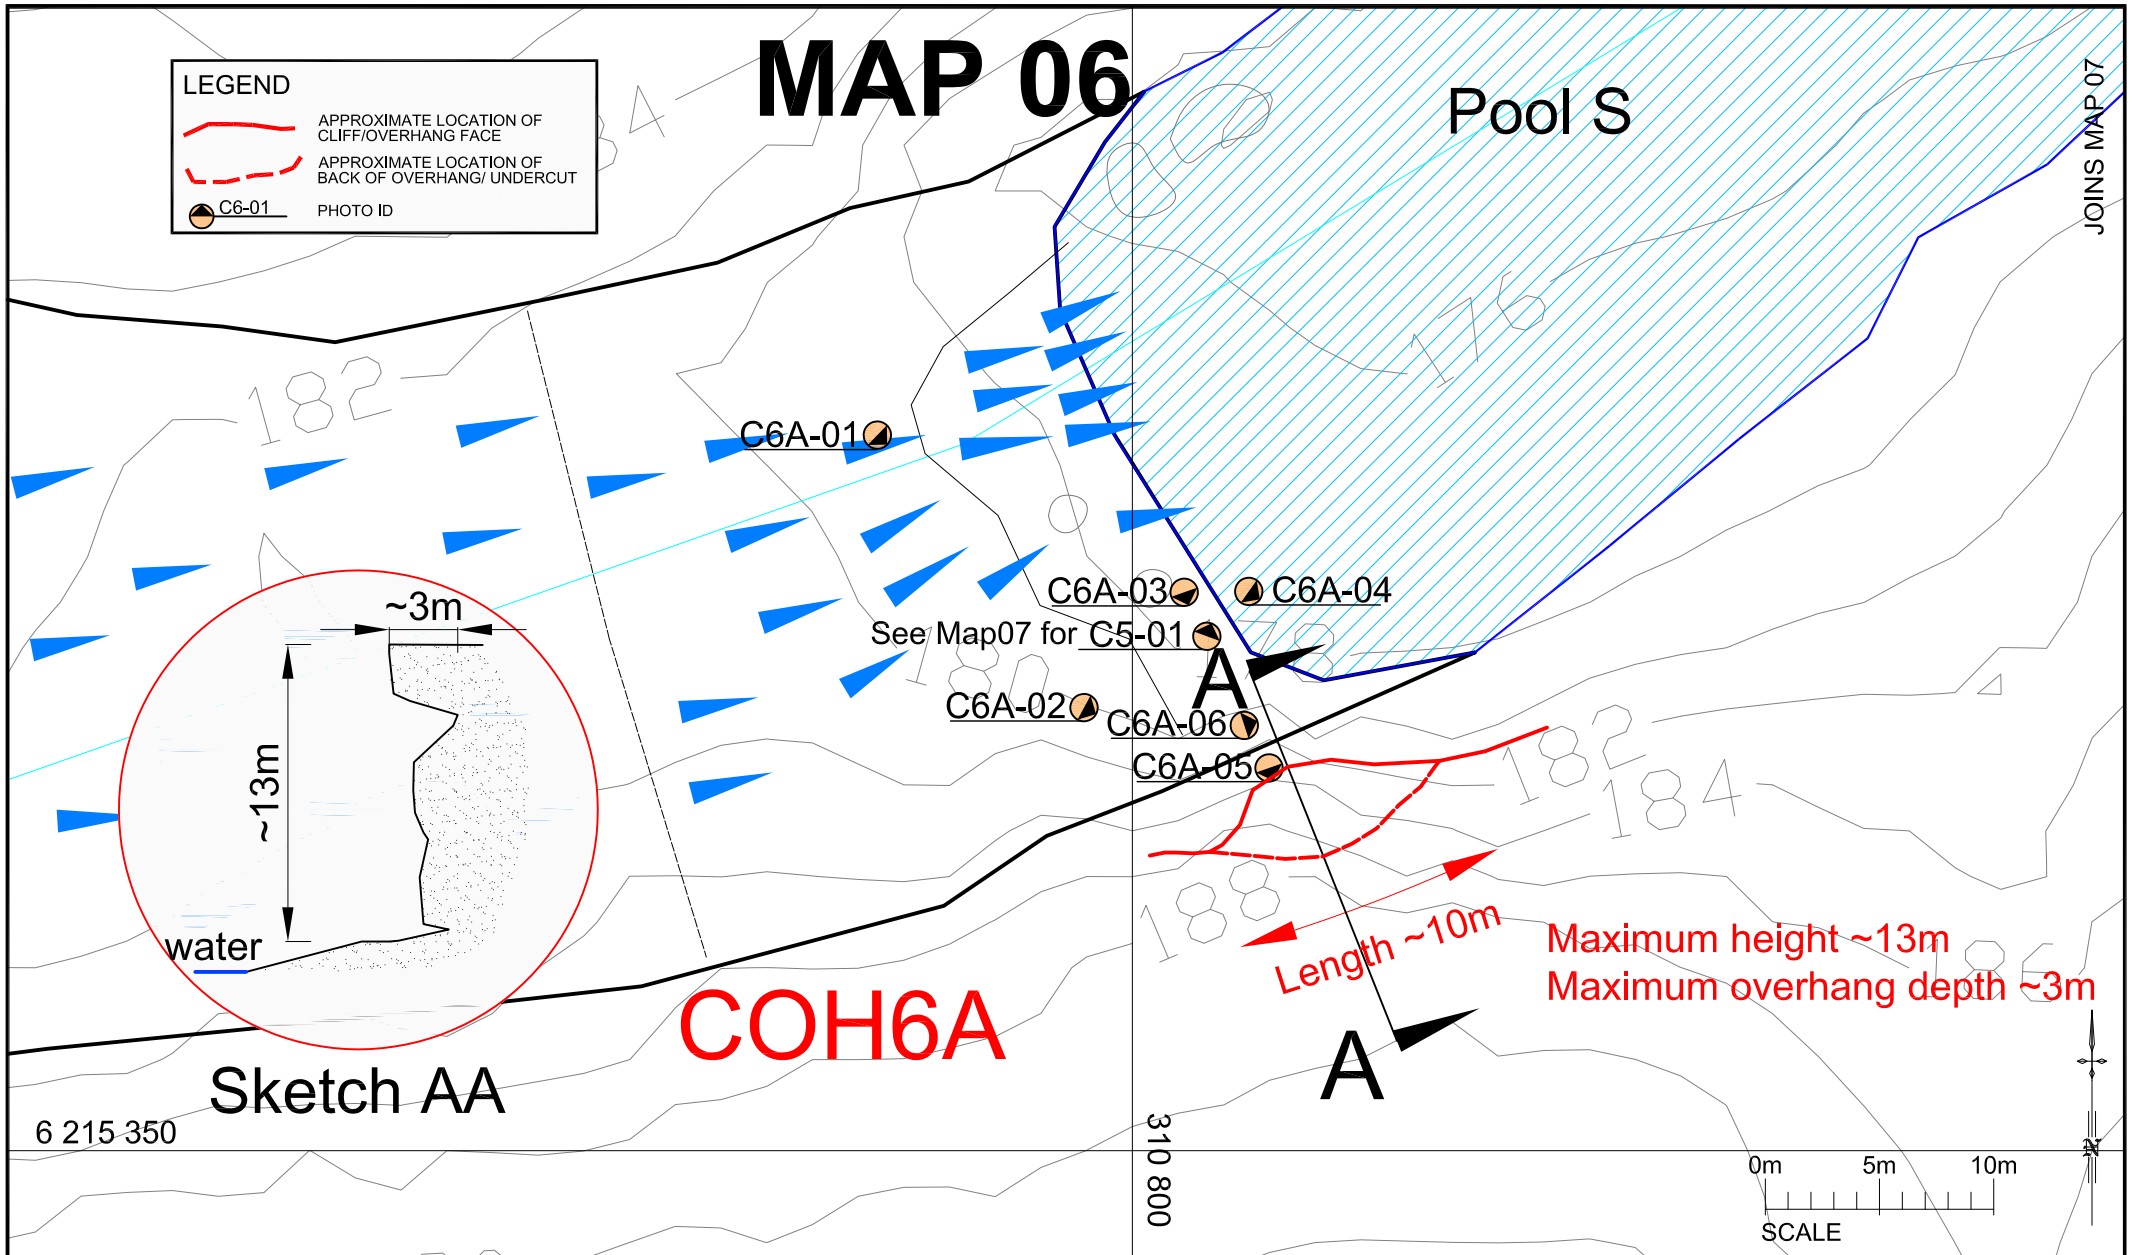 MAP 06
LEGEND
APPROXIMATE LOCATION OF
CLIFF/OVERHANG FACE
APPROXIMATE LOCATION OF
BACK OF OVERHANG/ UNDERCUT
C6-01
PHOTO ID
Pool S
JOINS MAP 07
176
182
C6A-01
C6A-03
C6A-04
See Map07 for C5-01
180
A
C6A-02
C6A-06
C6A-05
~3m
~13m
water
Sketch AA
182
184
188
Length ~10m
Maximum height ~13m
Maximum overhang depth ~3m
COH6A
A
6 215 350
310 800
N
0m 5m 10m
SCALE